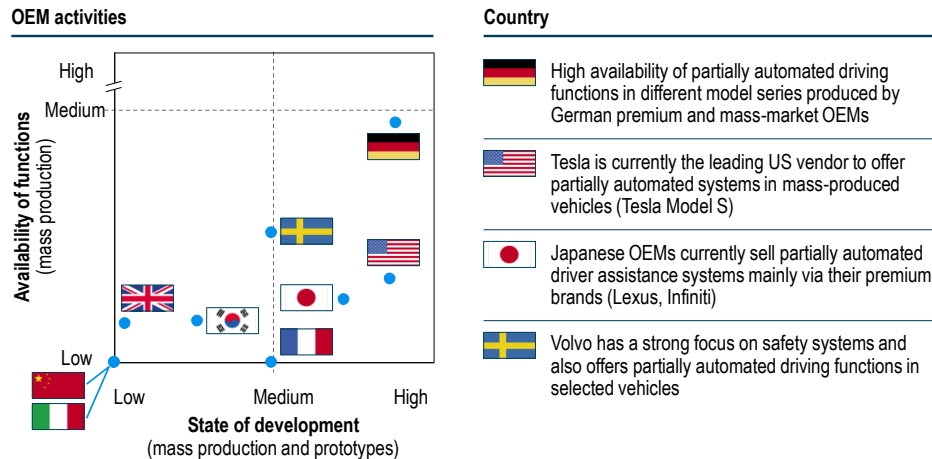 OEM activities
High
Medium
Availability of functions
(mass production)
Low
Low
Medium
High
State of development
(mass production and prototypes)
Country
High availability of partially automated driving
functions in different model series produced by
German premium and mass-market OEMs
Tesla is currently the leading US vendor to offer
partially automated systems in mass-produced
vehicles (Tesla Model S)
Japanese OEMs currently sell partially automated
driver assistance systems mainly via their premium
brands (Lexus, Infiniti)
Volvo has a strong focus on safety systems and
also offers partially automated driving functions in
selected vehicles